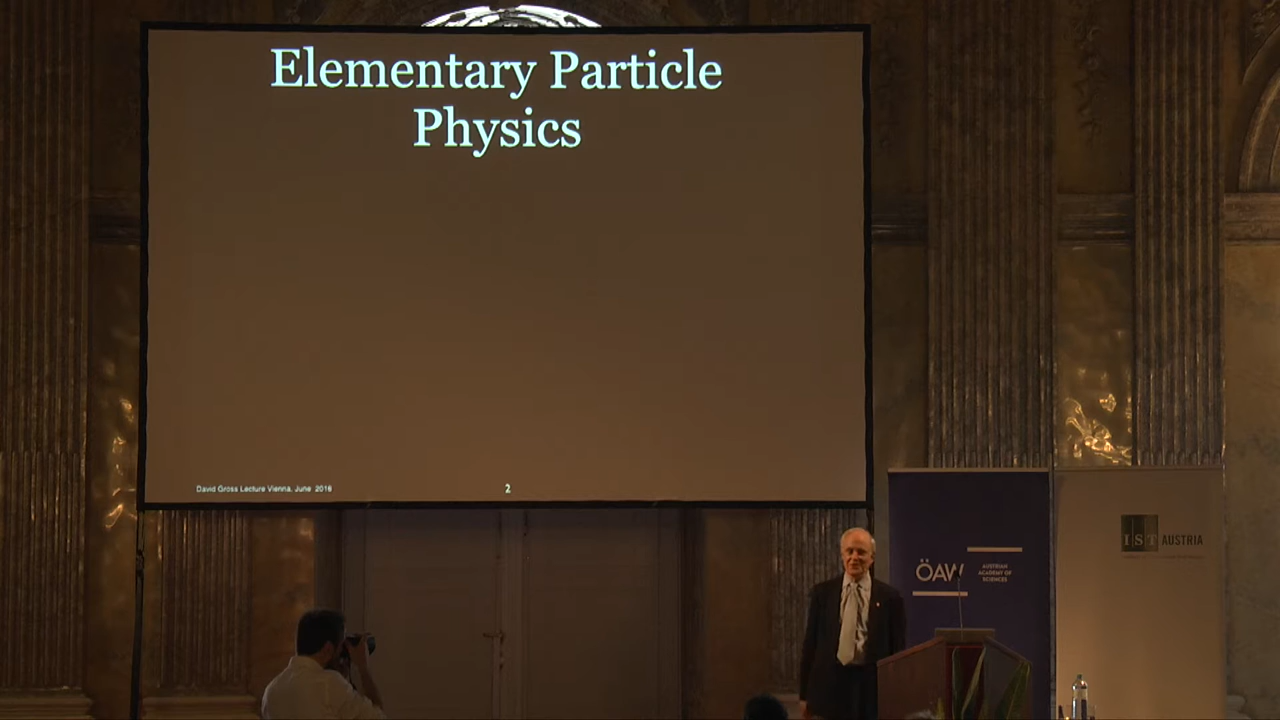 Elementary Particle
Physics
David Gross Lecture Vienna, June 2016
2
ÖAW
AUSTRIAN
ACADEMY OF
SCIENCES
IST AUSTRIA